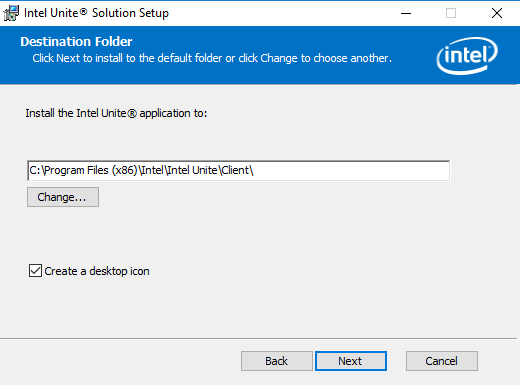 Intel Unite® Solution Setup
Destination Folder
Click Next to install to the default folder or click Change to choose another.
intel
Install the Intel Unite® application to:
C:\Program Files (x86)\Intel\Intel Unite\Client\
Change...
Create a desktop icon
Back
Next
Cancel